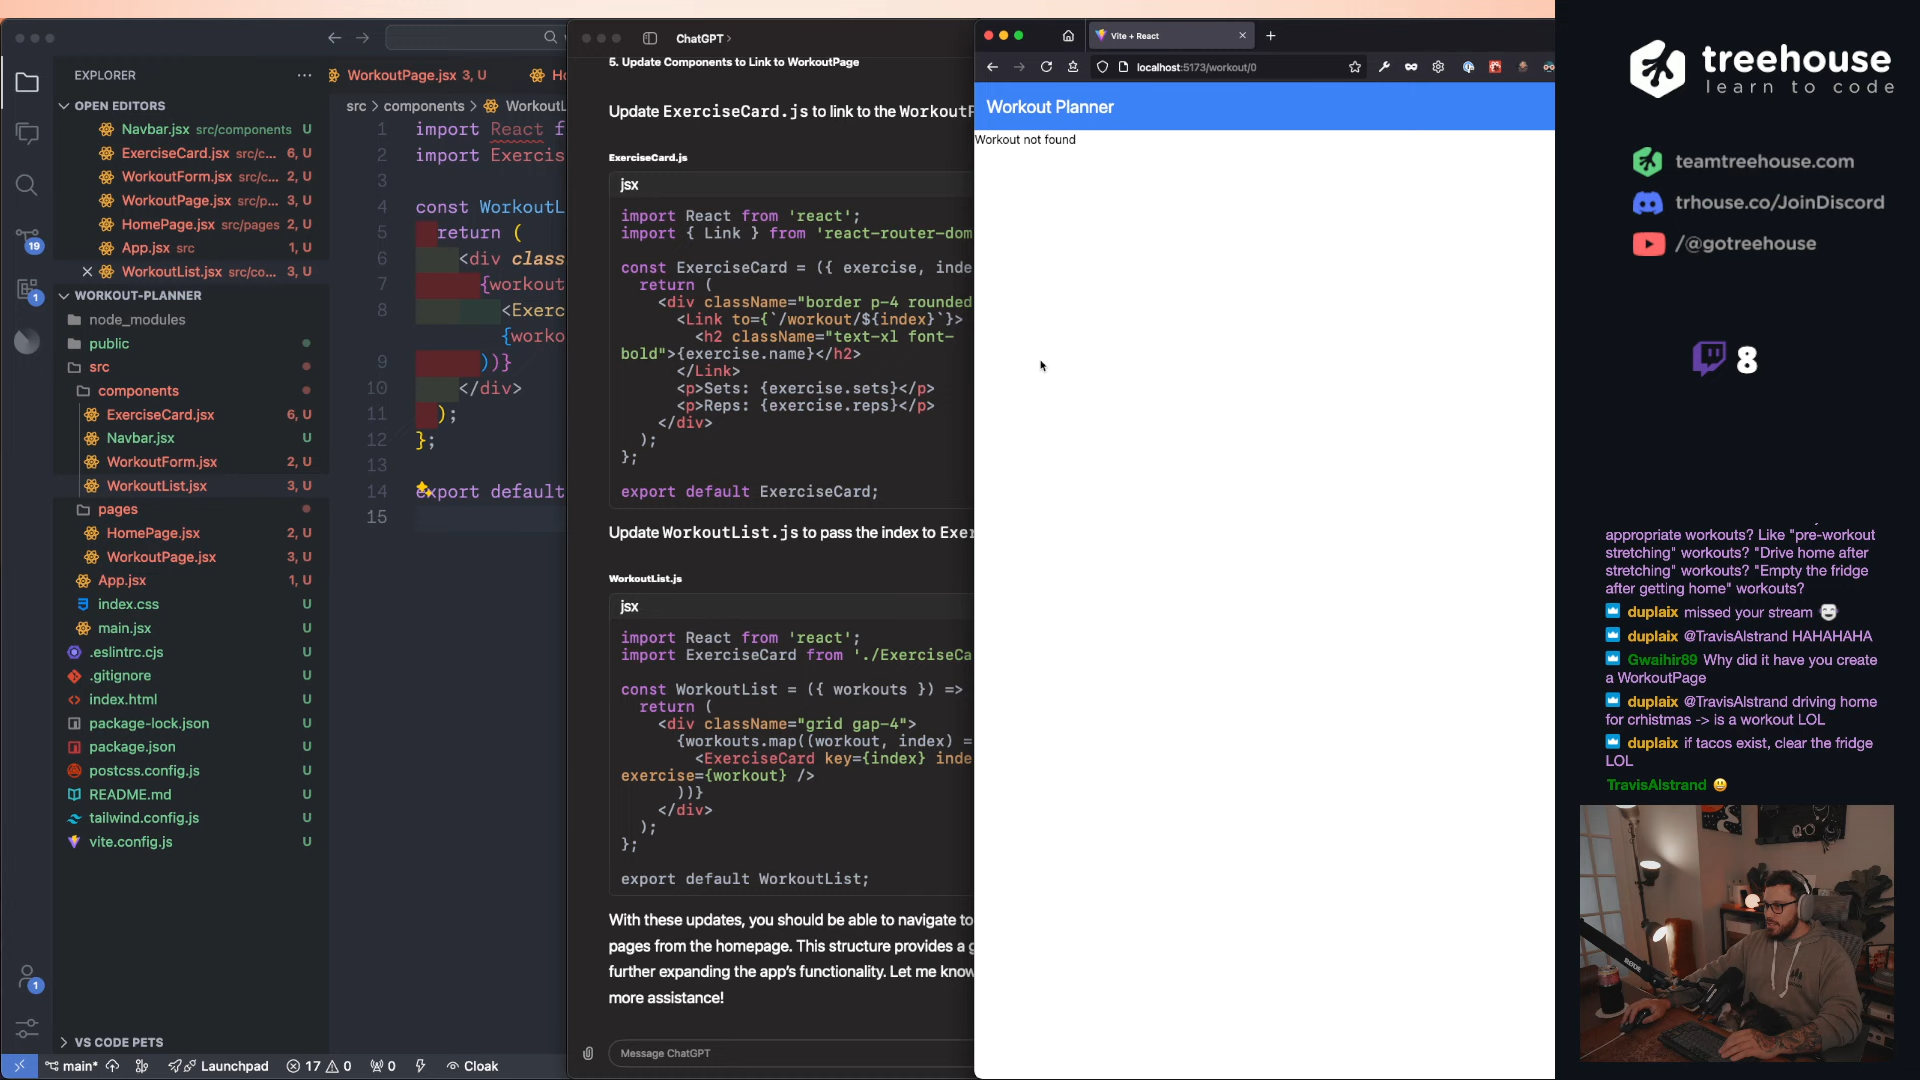 EXPLORER
OPEN EDITORS
Navbar.jsx src/components U
ExerciseCard.jsx src/c... 6, U
WorkoutForm.jsx src/c... 2, U
WorkoutPage.jsx src/p... 3, U
HomePage.jsx src/pages 2, U
App.jsx src 1, U
WorkoutList.jsx src/co... 3, U
WORKOUT-PLANNER
node_modules
public
src
components
ExerciseCard.jsx 6, U
Navbar.jsx U
WorkoutForm.jsx 2, U
WorkoutList.jsx 3, U
pages
HomePage.jsx 2, U
WorkoutPage.jsx 3, U
App.jsx 1, U
index.css U
main.jsx U
.eslintrc.cjs U
.gitignore U
index.html U
package-lock.json U
package.json U
postcss.config.js U
README.md U
tailwind.config.js U
vite.config.js U
VS CODE PETS
19
1
1
main* Launchpad 17 0 0 Cloak
WorkoutPage.jsx 3, U
src > components > WorkoutL
1 import React f
2 import Exercis
3
4 const WorkoutL
5 return (
6 <div class
7 {workout
8 <Exerc
{worko
9 ))}
10 </div>
11 );
12 };
13
14 export default
15
ChatGPT >
5. Update Components to Link to WorkoutPage
Update ExerciseCard.js to link to the WorkoutP
ExerciseCard.js
jsx
import React from 'react';
import { Link } from 'react-router-dom
const ExerciseCard = ({ exercise, inde
return (
<div className="border p-4 rounded
<Link to={`/workout/${index}`}>
<h2 className="text-xl font-
bold">{exercise.name}</h2>
</Link>
<p>Sets: {exercise.sets}</p>
<p>Reps: {exercise.reps}</p>
</div>
);
};
export default ExerciseCard;
Update WorkoutList.js to pass the index to Exer
WorkoutList.js
jsx
import React from 'react';
import ExerciseCard from './ExerciseCa
const WorkoutList = ({ workouts }) =>
return (
<div className="grid gap-4">
{workouts.map((workout, index) =
<ExerciseCard key={index} inde
exercise={workout} />
))}
</div>
);
};
export default WorkoutList;
With these updates, you should be able to navigate to
pages from the homepage. This structure provides a g
further expanding the app's functionality. Let me know
more assistance!
Message ChatGPT
Vite + React
localhost:5173/workout/0
Workout Planner
Workout not found
treehouse
learn to code
teamtreehouse.com
trhouse.co/JoinDiscord
/@gotreehouse
8
appropriate workouts? Like "pre-workout
stretching" workouts? "Drive home after
stretching" workouts? "Empty the fridge
after getting home" workouts?
duplaix missed your stream
duplaix @TravisAlstrand HAHAHAHA
Gwaihir89 Why did it have you create
a WorkoutPage
duplaix @TravisAlstrand driving home
for crhistmas -> is a workout LOL
duplaix if tacos exist, clear the fridge
LOL
TravisAlstrand
RØDE